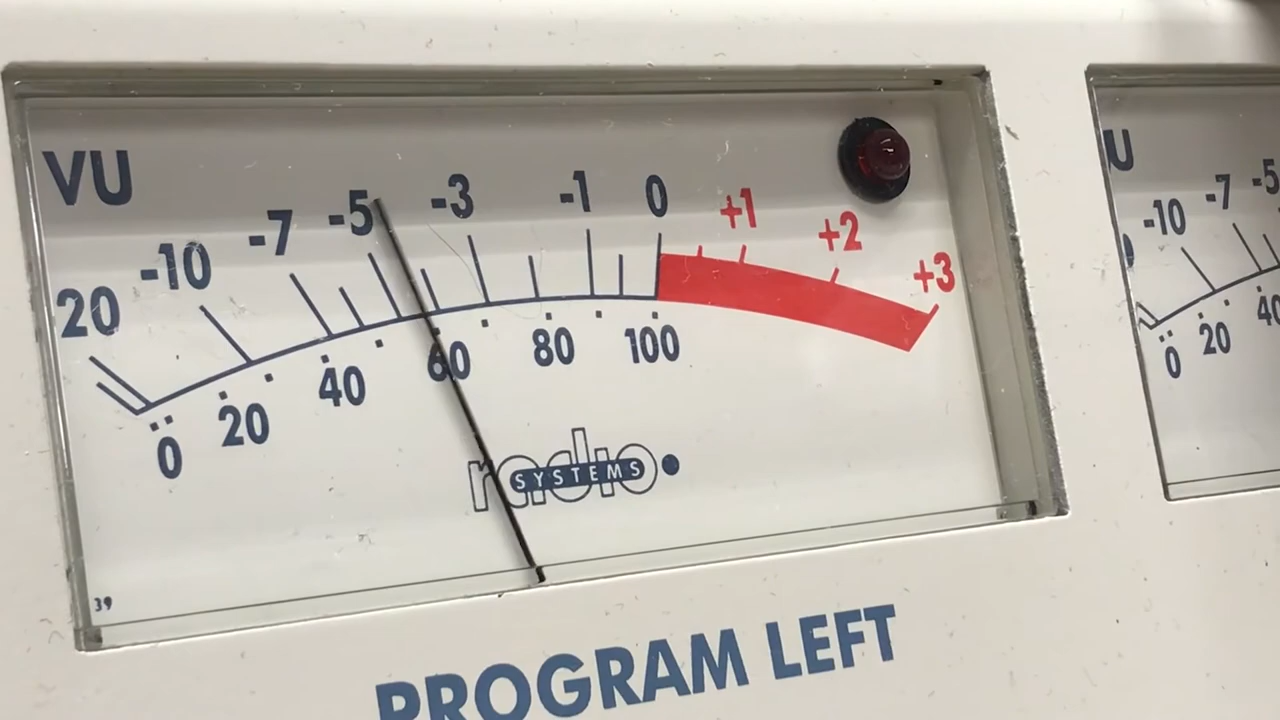 VU
20 -10 -7 -5 -3 -1 0 +1 +2 +3
0 20 40 60 80 100
radio
SYSTEMS
39
PROGRAM LEFT
U
-10 -7 -5
0 20 40